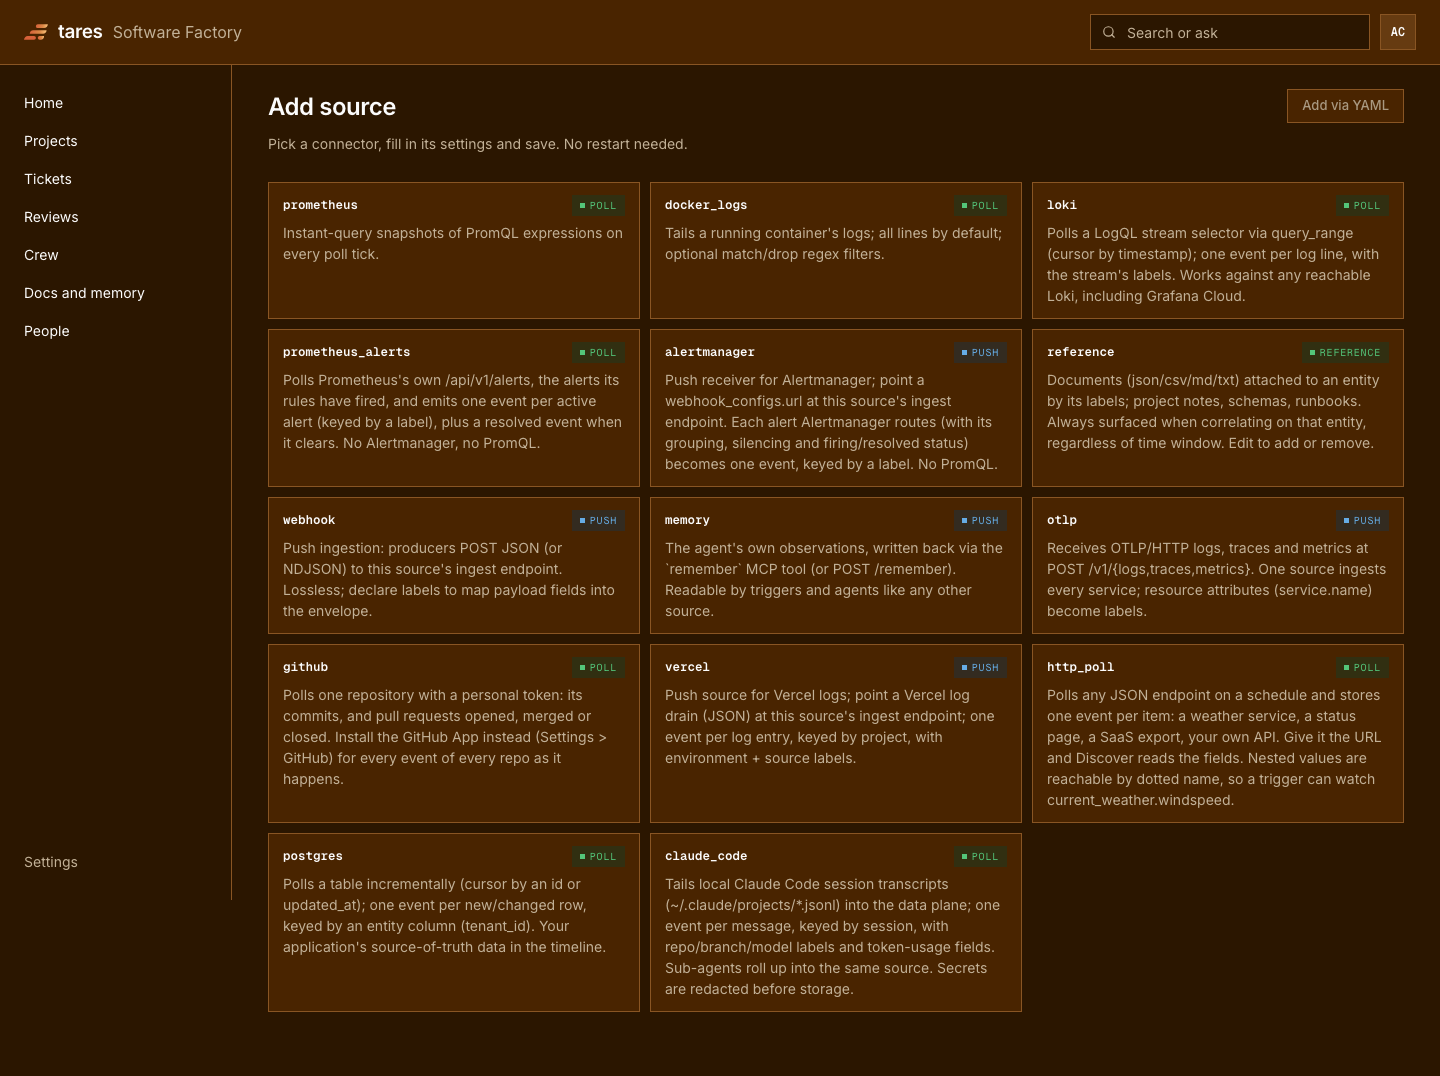 tares Software Factory
Search or ask
AC
Home
Projects
Tickets
Reviews
Crew
Docs and memory
People
Settings
Add source
Add via YAML
Pick a connector, fill in its settings and save. No restart needed.
prometheus
POLL
Instant-query snapshots of PromQL expressions on
every poll tick.
docker_logs
POLL
Tails a running container's logs; all lines by default;
optional match/drop regex filters.
loki
POLL
Polls a LogQL stream selector via query_range
(cursor by timestamp); one event per log line, with
the stream's labels. Works against any reachable
Loki, including Grafana Cloud.
prometheus_alerts
POLL
Polls Prometheus's own /api/v1/alerts, the alerts its
rules have fired, and emits one event per active
alert (keyed by a label), plus a resolved event when
it clears. No Alertmanager, no PromQL.
alertmanager
PUSH
Push receiver for Alertmanager; point a
webhook_configs.url at this source's ingest
endpoint. Each alert Alertmanager routes (with its
grouping, silencing and firing/resolved status)
becomes one event, keyed by a label. No PromQL.
reference
REFERENCE
Documents (json/csv/md/txt) attached to an entity
by its labels; project notes, schemas, runbooks.
Always surfaced when correlating on that entity,
regardless of time window. Edit to add or remove.
webhook
PUSH
Push ingestion: producers POST JSON (or
NDJSON) to this source's ingest endpoint.
Lossless; declare labels to map payload fields into
the envelope.
memory
PUSH
The agent's own observations, written back via the
`remember` MCP tool (or POST /remember).
Readable by triggers and agents like any other
source.
otlp
PUSH
Receives OTLP/HTTP logs, traces and metrics at
POST /v1/{logs,traces,metrics}. One source ingests
every service; resource attributes (service.name)
become labels.
github
POLL
Polls one repository with a personal token: its
commits, and pull requests opened, merged or
closed. Install the GitHub App instead (Settings >
GitHub) for every event of every repo as it
happens.
vercel
PUSH
Push source for Vercel logs; point a Vercel log
drain (JSON) at this source's ingest endpoint; one
event per log entry, keyed by project, with
environment + source labels.
http_poll
POLL
Polls any JSON endpoint on a schedule and stores
one event per item: a weather service, a status
page, a SaaS export, your own API. Give it the URL
and Discover reads the fields. Nested values are
reachable by dotted name, so a trigger can watch
current_weather.windspeed.
postgres
POLL
Polls a table incrementally (cursor by an id or
updated_at); one event per new/changed row,
keyed by an entity column (tenant_id). Your
application's source-of-truth data in the timeline.
claude_code
POLL
Tails local Claude Code session transcripts
(~/.claude/projects/*.jsonl) into the data plane; one
event per message, keyed by session, with
repo/branch/model labels and token-usage fields.
Sub-agents roll up into the same source. Secrets
are redacted before storage.